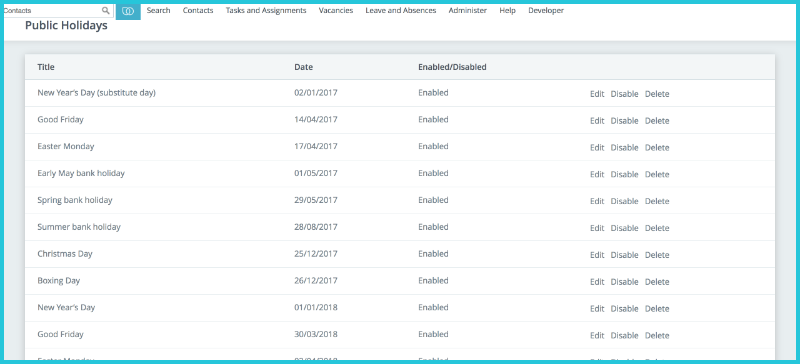 Contacts Search Contacts Tasks and Assignments Vacancies Leave and Absences Administer Help Developer
Public Holidays
Title Date Enabled/Disabled
New Year's Day (substitute day) 02/01/2017 Enabled Edit Disable Delete
Good Friday 14/04/2017 Enabled Edit Disable Delete
Easter Monday 17/04/2017 Enabled Edit Disable Delete
Early May bank holiday 01/05/2017 Enabled Edit Disable Delete
Spring bank holiday 29/05/2017 Enabled Edit Disable Delete
Summer bank holiday 28/08/2017 Enabled Edit Disable Delete
Christmas Day 25/12/2017 Enabled Edit Disable Delete
Boxing Day 26/12/2017 Enabled Edit Disable Delete
New Year's Day 01/01/2018 Enabled Edit Disable Delete
Good Friday 30/03/2018 Enabled Edit Disable Delete